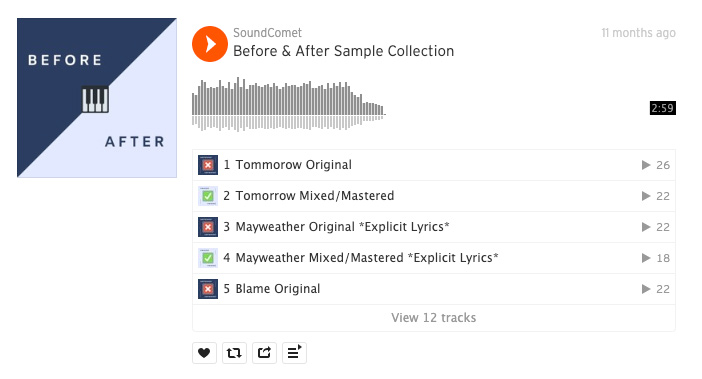 BEFORE
AFTER
SoundComet
11 months ago
Before & After Sample Collection
2:59
1 Tommorow Original 26
2 Tomorrow Mixed/Mastered 22
3 Mayweather Original *Explicit Lyrics* 22
4 Mayweather Mixed/Mastered *Explicit Lyrics* 18
5 Blame Original 22
View 12 tracks